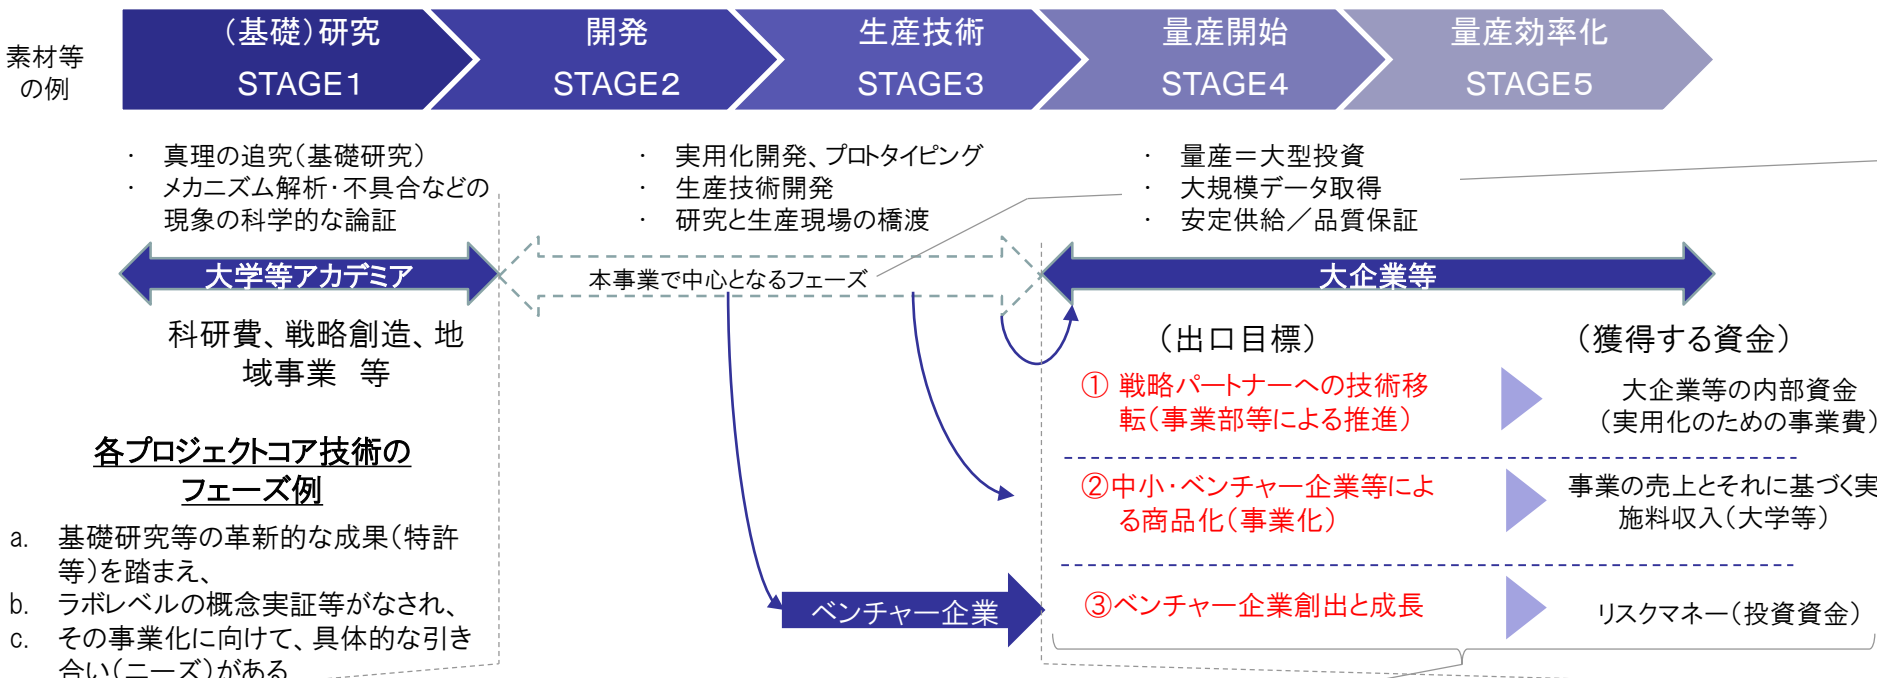 素材等
の例
（基礎）研究
STAGE1
開発
STAGE2
生産技術
STAGE3
量産開始
STAGE4
量産効率化
STAGE5
・ 真理の追究（基礎研究）
・ メカニズム解析・不具合などの
現象の科学的な論証
・ 実用化開発、プロトタイピング
・ 生産技術開発
・ 研究と生産現場の橋渡
・ 量産＝大型投資
・ 大規模データ取得
・ 安定供給／品質保証
大学等アカデミア
本事業で中心となるフェーズ
大企業等
科研費、戦略創造、地
域事業　等
各プロジェクトコア技術の
フェーズ例
a. 基礎研究等の革新的な成果（特許
等）を踏まえ、
b. ラボレベルの概念実証等がなされ、
c. その事業化に向けて、具体的な引き
合い（ニーズ）がある
ベンチャー企業
（出口目標）
（獲得する資金）
① 戦略パートナーへの技術移
転（事業部等による推進）
大企業等の内部資金
（実用化のための事業費）
②中小・ベンチャー企業等によ
る商品化（事業化）
事業の売上とそれに基づく実
施料収入（大学等）
③ベンチャー企業創出と成長
リスクマネー（投資資金）